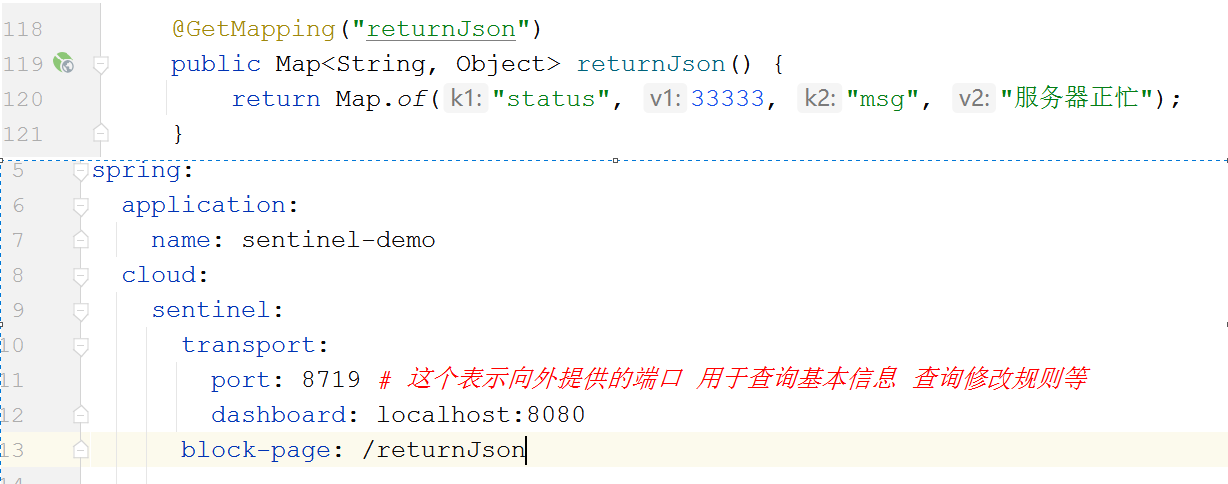 118 @GetMapping("returnJson")
119 public Map<String, Object> returnJson() {
120 return Map.of( k1: "status", v1: 33333, k2: "msg", v2: "服务器正忙");
121 }
5 spring:
6 application:
7 name: sentinel-demo
8 cloud:
9 sentinel:
10 transport:
11 port: 8719 # 这个表示向外提供的端口 用于查询基本信息 查询修改规则等
12 dashboard: localhost:8080
13 block-page: /returnJson